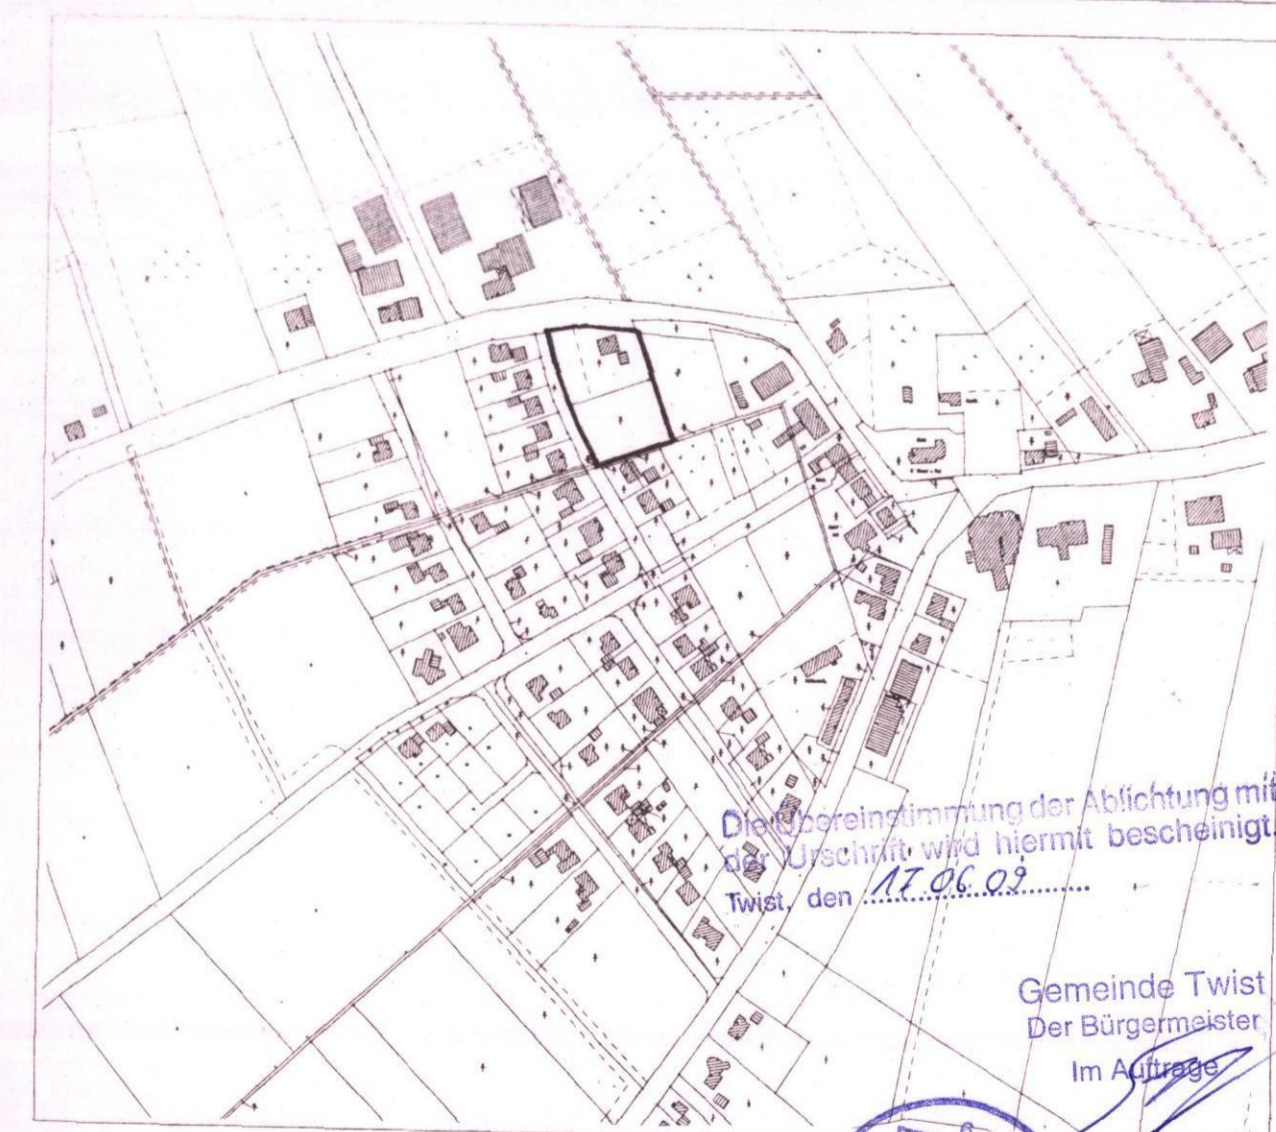 Die Übereinstimmung der Ablichtung mit
der Urschrift wird hiermit bescheinigt.
Twist, den 17.06.09
Gemeinde Twist
Der Bürgermeister
Im Auftrage